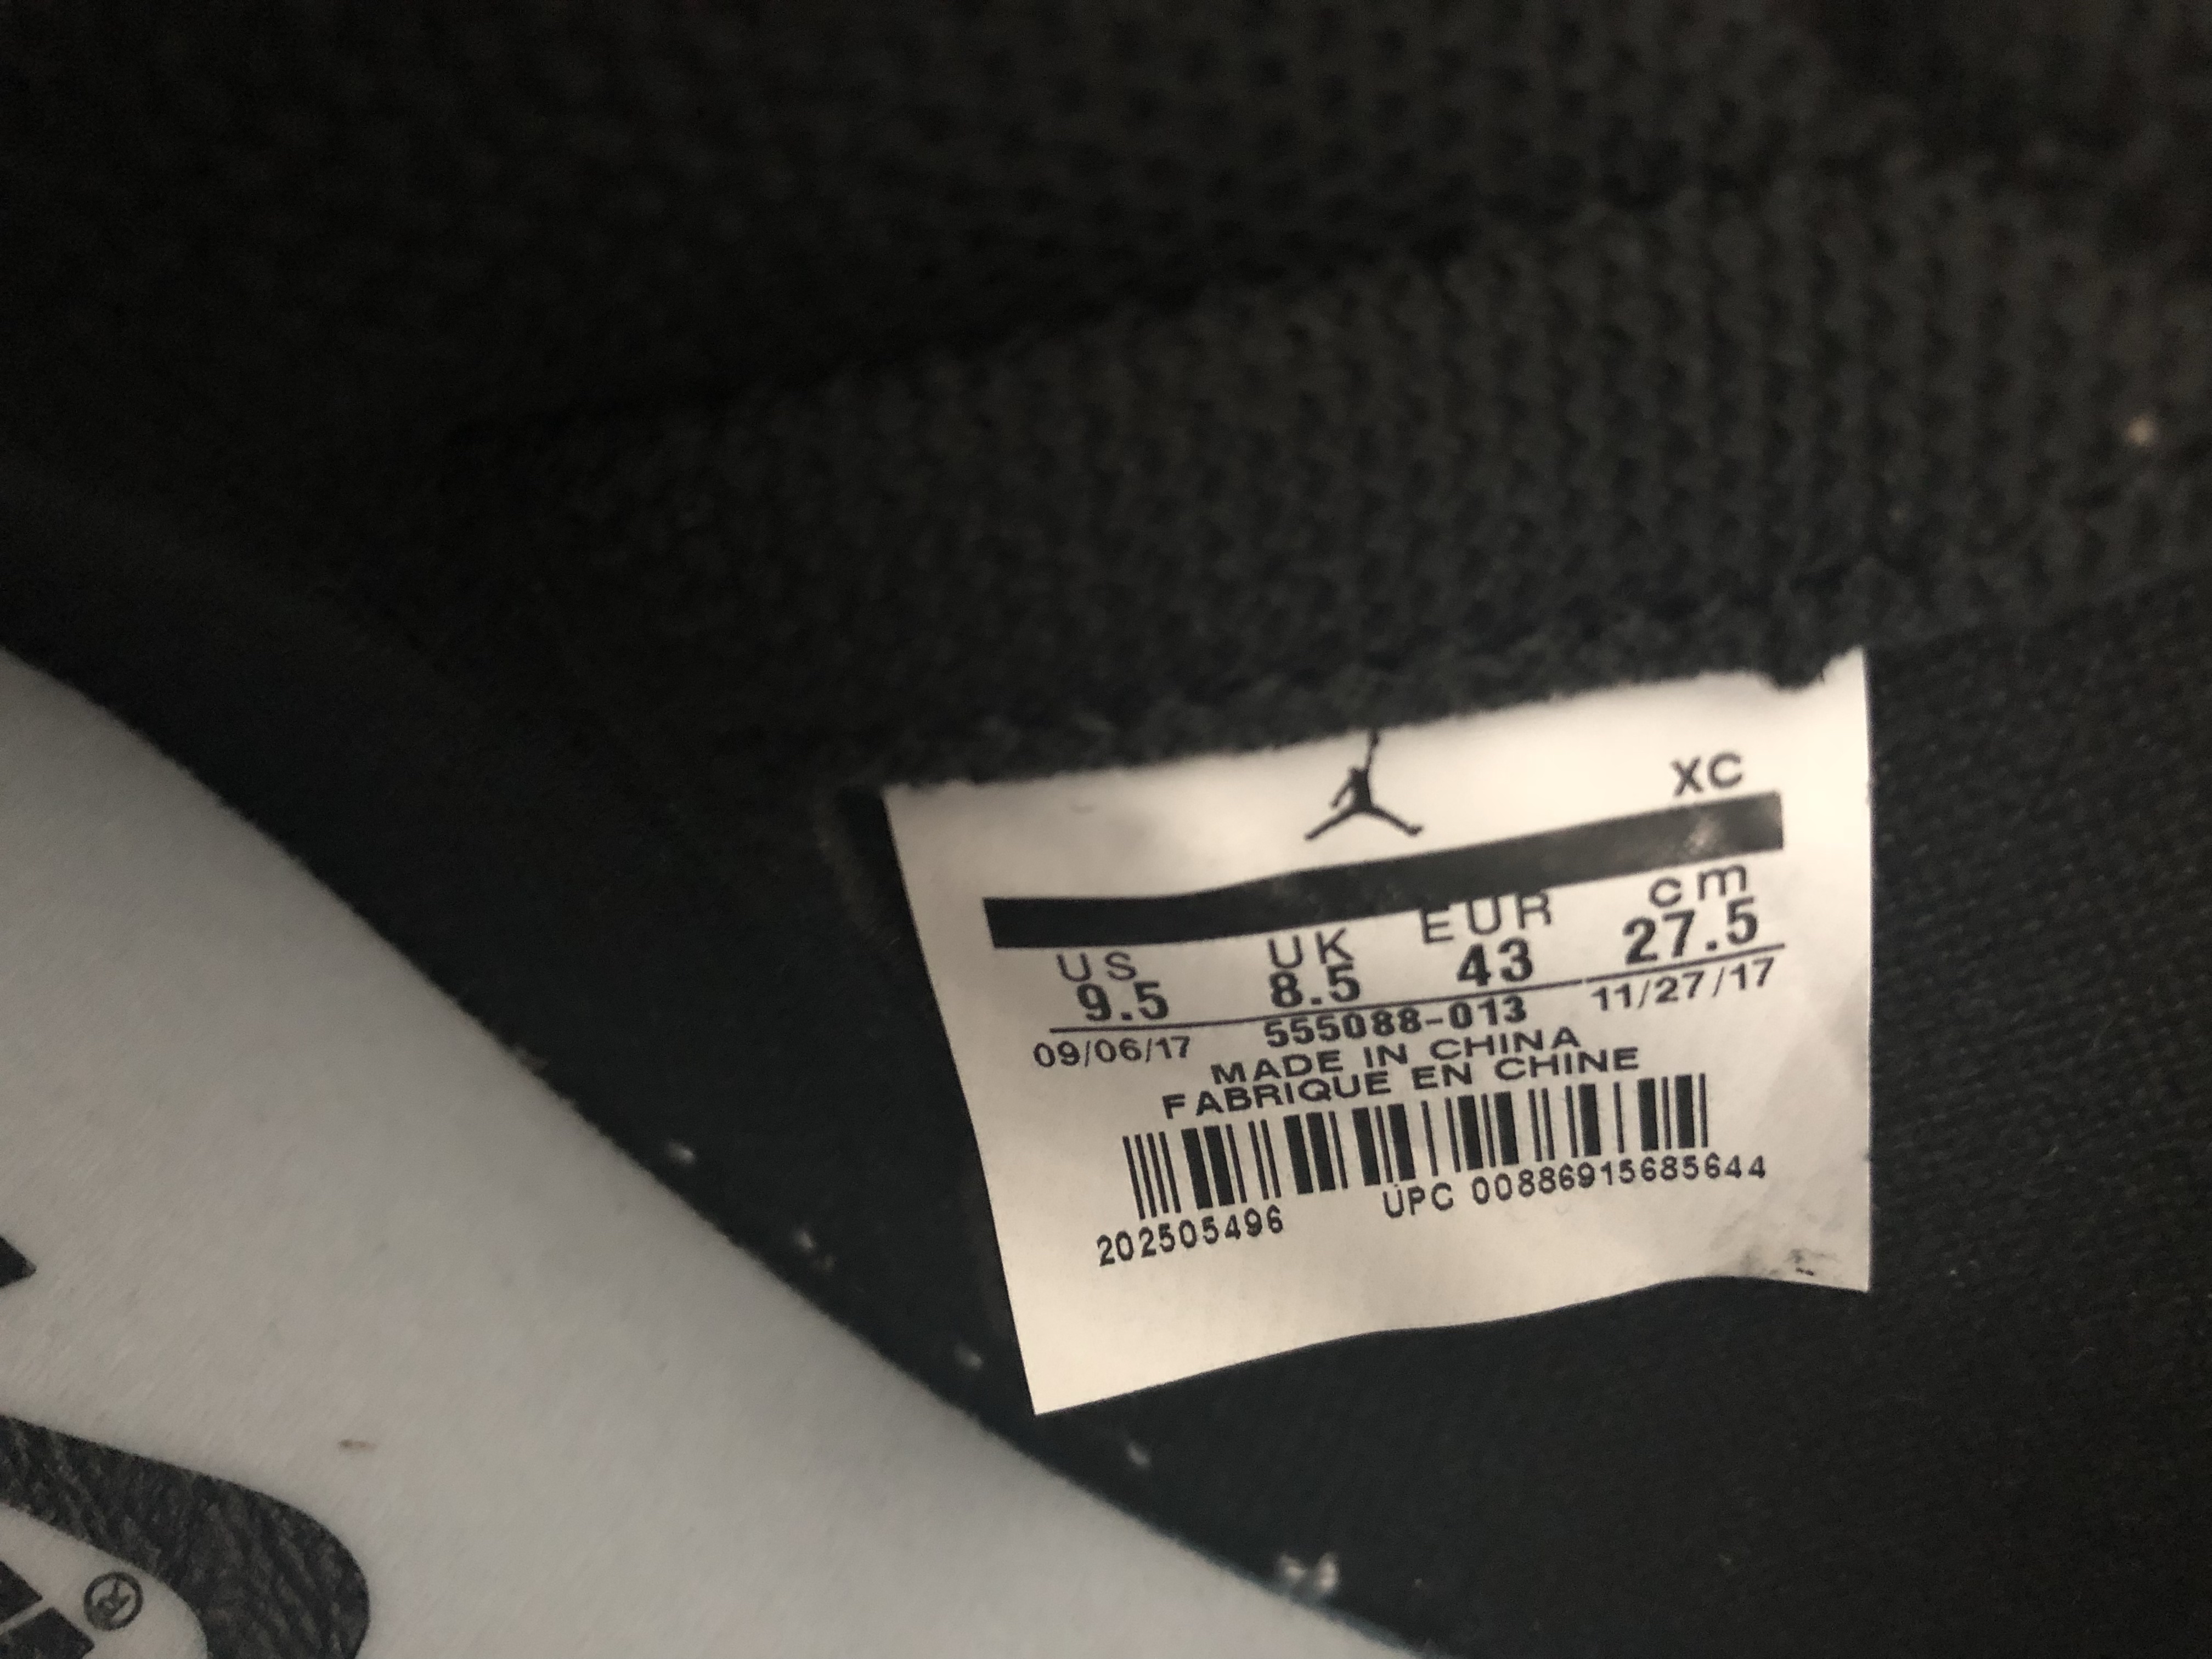 XC
US UK EUR cm
9.5 8.5 43 27.5
09/06/17 555088-013 11/27/17
MADE IN CHINA
FABRIQUE EN CHINE
202505496 UPC 00886915685644
®